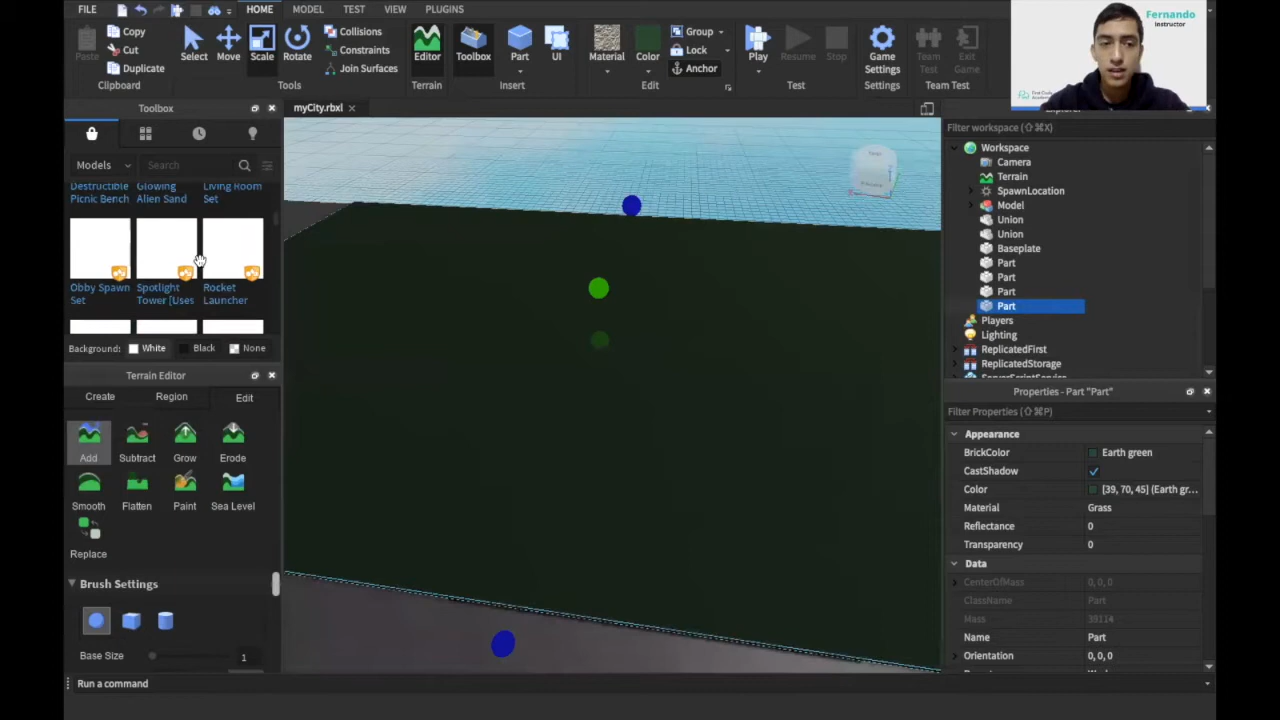 FILE HOME MODEL TEST VIEW PLUGINS
Fernando
Instructor
Paste Copy Cut Duplicate
Select Move Scale Rotate
Collisions Constraints Join Surfaces
Editor Toolbox Part UI
Material Color Group Lock Anchor
Play Resume Stop
Game Settings Team Test Exit Game
Clipboard Tools Terrain Insert Edit Test Settings Team Test
Toolbox myCity.rbxl
Filter workspace (⇧⌘X)
Models Search
Destructible Picnic Bench
Glowing Alien Sand
Living Room Set
Obby Spawn Set
Spotlight Tower [Uses
Rocket Launcher
Background: White Black None
Workspace
Camera
Terrain
SpawnLocation
Model
Union
Union
Baseplate
Part
Part
Part
Part
Players
Lighting
ReplicatedFirst
ReplicatedStorage
Terrain Editor
Create Region Edit
Add Subtract Grow Erode
Smooth Flatten Paint Sea Level
Replace
Brush Settings
Base Size 1
Properties - Part "Part"
Filter Properties (⇧⌘P)
Appearance
BrickColor Earth green
CastShadow
Color [39, 70, 45] (Earth gr...
Material Grass
Reflectance 0
Transparency 0
Data
CenterOfMass 0, 0, 0
ClassName Part
Mass 39114
Name Part
Orientation 0, 0, 0
Run a command